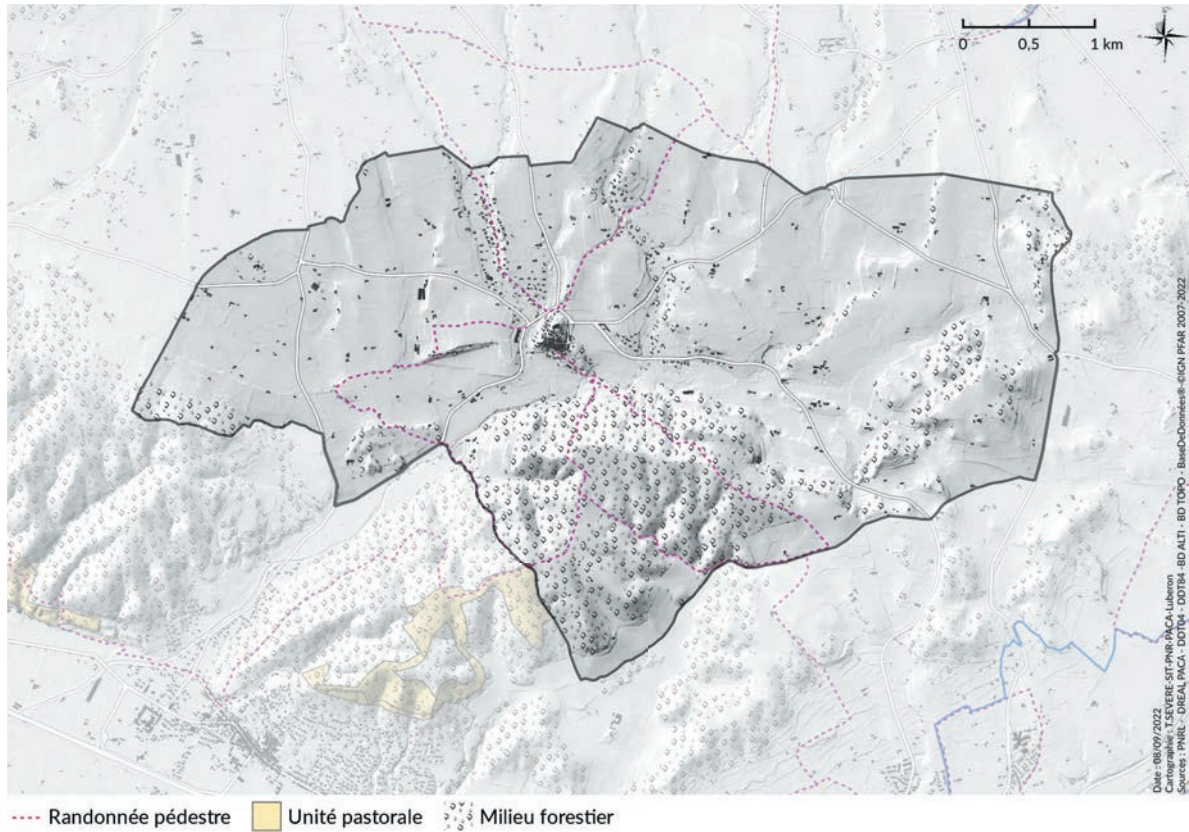 0 0,5 1 km
Date : 08/09/2022
Cartographie : T.SEVERE-SIT-PNR-PACA-Luberon
Sources : PNRL - DREAL PACA - DDT04 - DDT84 -BD ALTI - BD TOPO - BaseDeDonnées ® ©IGN PFAR 2007-2022
Randonnée pédestre Unité pastorale Milieu forestier